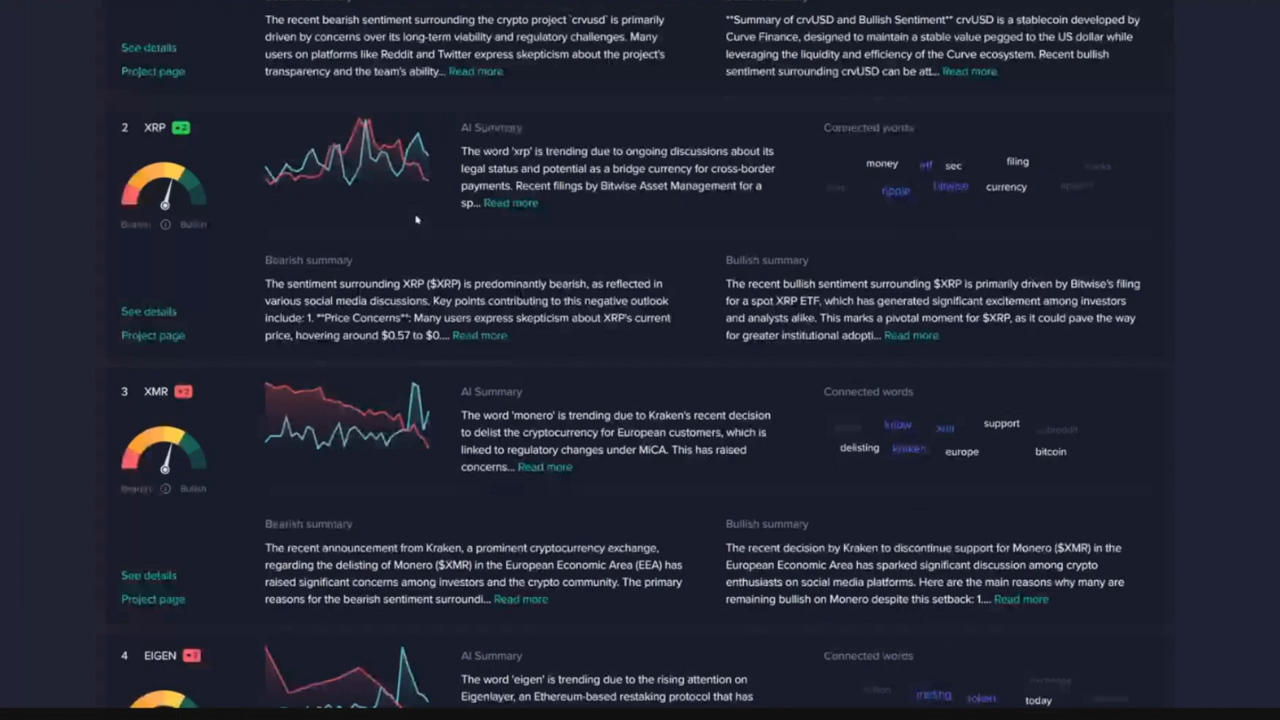 The recent bearish sentiment surrounding the crypto project `crvusd` is primarily
driven by concerns over its long-term viability and regulatory challenges. Many
users on platforms like Reddit and Twitter express skepticism about the project's
transparency and the team's ability... Read more
**Summary of crvUSD and Bullish Sentiment** crvUSD is a stablecoin developed by
Curve Finance, designed to maintain a stable value pegged to the US dollar while
leveraging the liquidity and efficiency of the Curve ecosystem. Recent bullish
sentiment surrounding crvUSD can be att... Read more
See details
Project page
2 XRP
Bearish Bullish
AI Summary
The word 'xrp' is trending due to ongoing discussions about its
legal status and potential as a bridge currency for cross-border
payments. Recent filings by Bitwise Asset Management for a
sp... Read more
Connected words
money etf sec filing
ripple bitwise currency
Bearish summary
The sentiment surrounding XRP ($XRP) is predominantly bearish, as reflected in
various social media discussions. Key points contributing to this negative outlook
include: 1. **Price Concerns**: Many users express skepticism about XRP's current
price, hovering around $0.57 to $0.... Read more
Bullish summary
The recent bullish sentiment surrounding $XRP is primarily driven by Bitwise's filing
for a spot XRP ETF, which has generated significant excitement among investors
and analysts alike. This marks a pivotal moment for $XRP, as it could pave the way
for greater institutional adopti... Read more
See details
Project page
3 XMR
Bearish Bullish
AI Summary
The word 'monero' is trending due to Kraken's recent decision
to delist the cryptocurrency for European customers, which is
linked to regulatory changes under MiCA. This has raised
concerns... Read more
Connected words
know xmr support
delisting kraken europe bitcoin
Bearish summary
The recent announcement from Kraken, a prominent cryptocurrency exchange,
regarding the delisting of Monero ($XMR) in the European Economic Area (EEA) has
raised significant concerns among investors and the crypto community. The primary
reasons for the bearish sentiment surroundi... Read more
Bullish summary
The recent decision by Kraken to discontinue support for Monero ($XMR) in the
European Economic Area has sparked significant discussion among crypto
enthusiasts on social media platforms. Here are the main reasons why many are
remaining bullish on Monero despite this setback: 1.... Read more
See details
Project page
4 EIGEN
AI Summary
The word 'eigen' is trending due to the rising attention on
Eigenlayer, an Ethereum-based restaking protocol that has
Connected words
token today